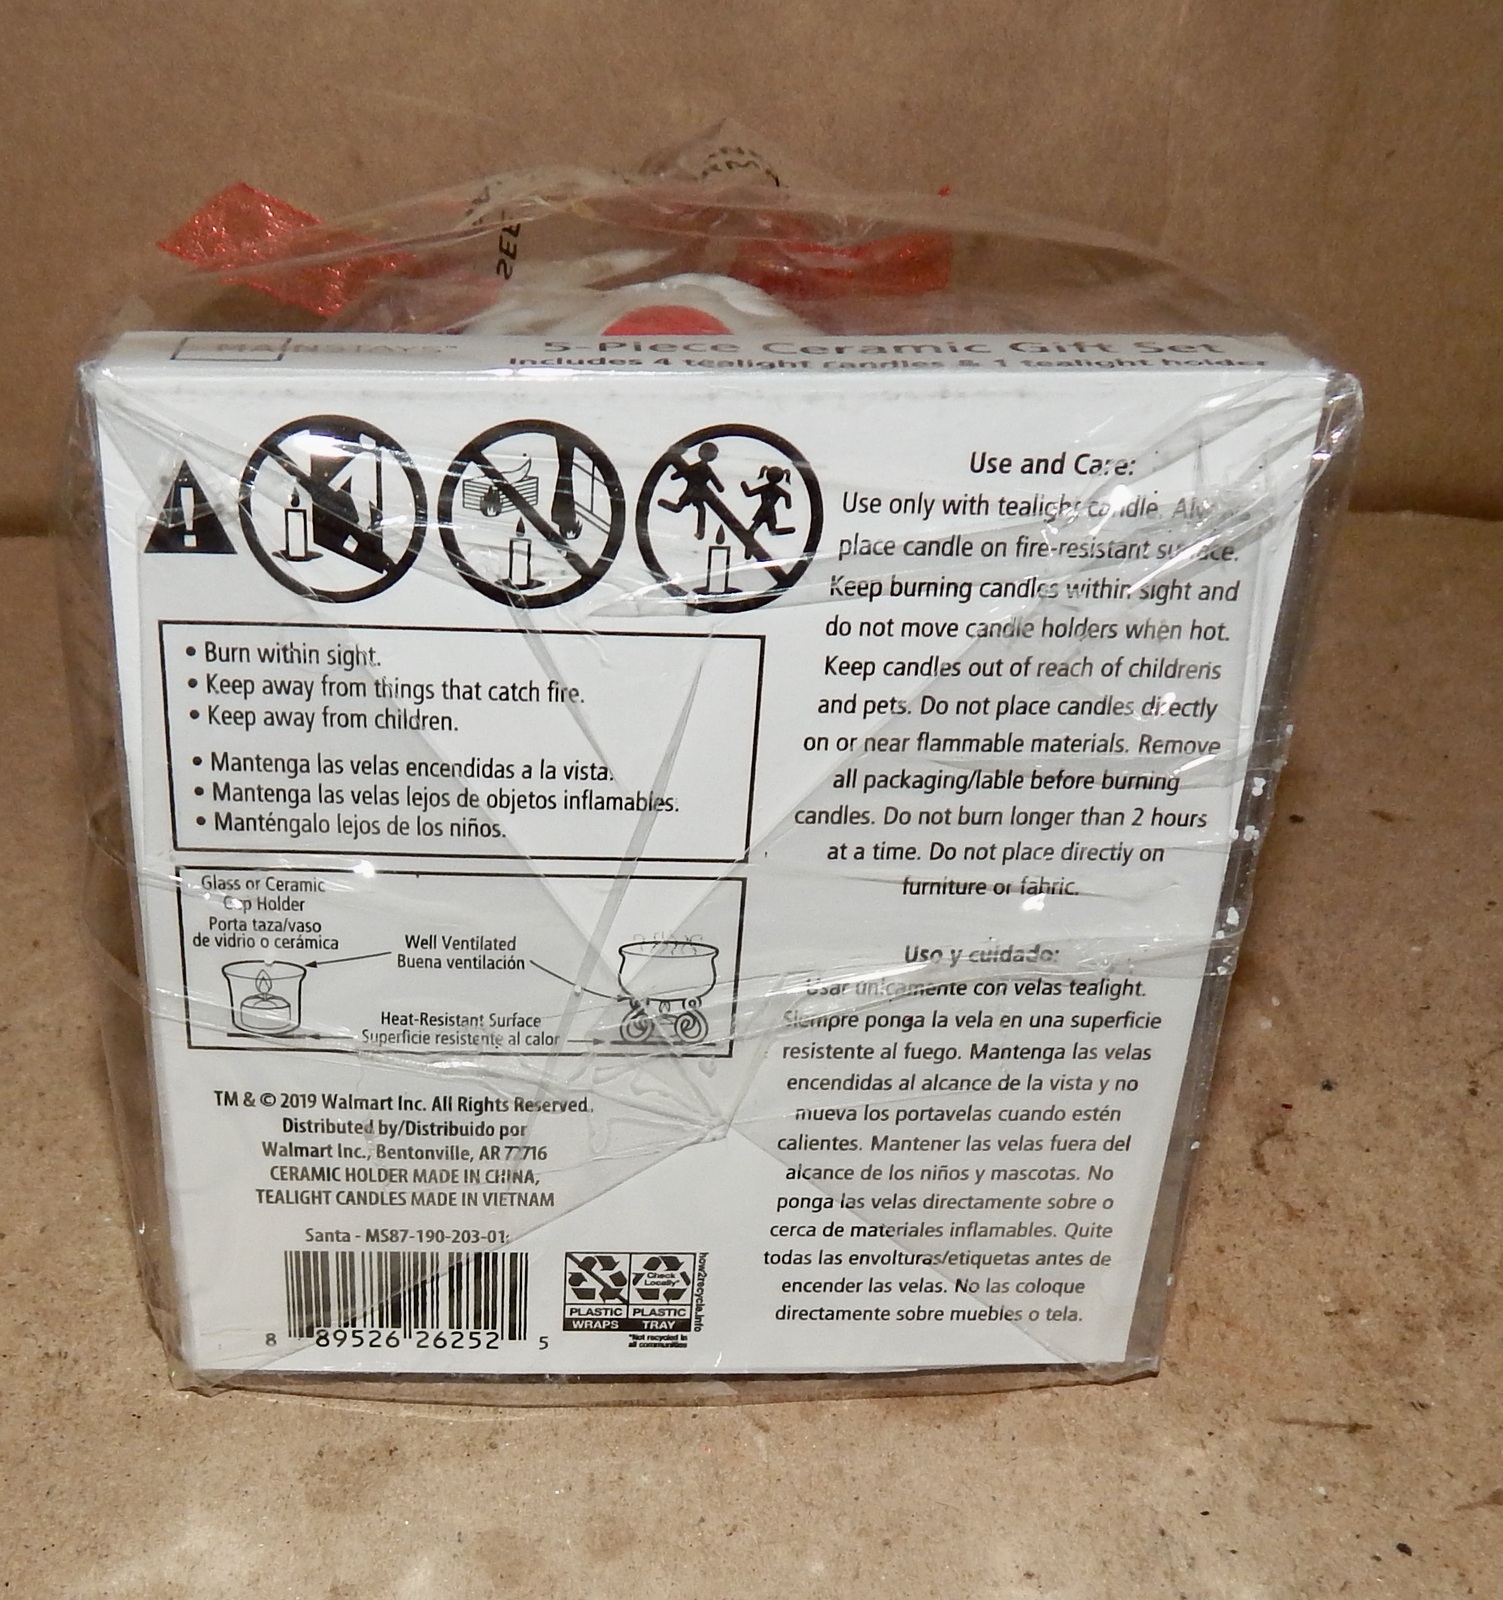 MAINSTAYS™
5-Piece Ceramic Gift Set
Includes 4 tealight candles & 1 tealight holder
Use and Care:
Use only with tealight candle.
place candle on fire-resistant surface.
Keep burning candles within sight and
do not move candle holders when hot.
Keep candles out of reach of childrens
and pets. Do not place candles directly
on or near flammable materials. Remove
all packaging/lable before burning
candles. Do not burn longer than 2 hours
at a time. Do not place directly on
furniture or fabric.
• Burn within sight.
• Keep away from things that catch fire.
• Keep away from children.
• Mantenga las velas encendidas a la vista.
• Mantenga las velas lejos de objetos inflamables.
• Manténgalo lejos de los niños.
Glass or Ceramic
Cup Holder
Porta taza/vaso
de vidrio o cerámica
Well Ventilated
Buena ventilación
Heat-Resistant Surface
Superficie resistente al calor
Uso y cuidado:
Usar únicamente con velas tealight.
Siempre ponga la vela en una superficie
resistente al fuego. Mantenga las velas
encendidas al alcance de la vista y no
mueva los portavelas cuando estén
calientes. Mantener las velas fuera del
alcance de los niños y mascotas. No
ponga las velas directamente sobre o
cerca de materiales inflamables. Quite
todas las envolturas/etiquetas antes de
encender las velas. No las coloque
directamente sobre muebles o tela.
TM & © 2019 Walmart Inc. All Rights Reserved.
Distributed by/Distribuido por
Walmart Inc., Bentonville, AR 72716
CERAMIC HOLDER MADE IN CHINA,
TEALIGHT CANDLES MADE IN VIETNAM
Santa - MS87-190-203-01
8 89526 26252 5
Check
Locally*
PLASTIC
WRAPS
PLASTIC
TRAY
*Not recycled in
all communities
how2recycle.info